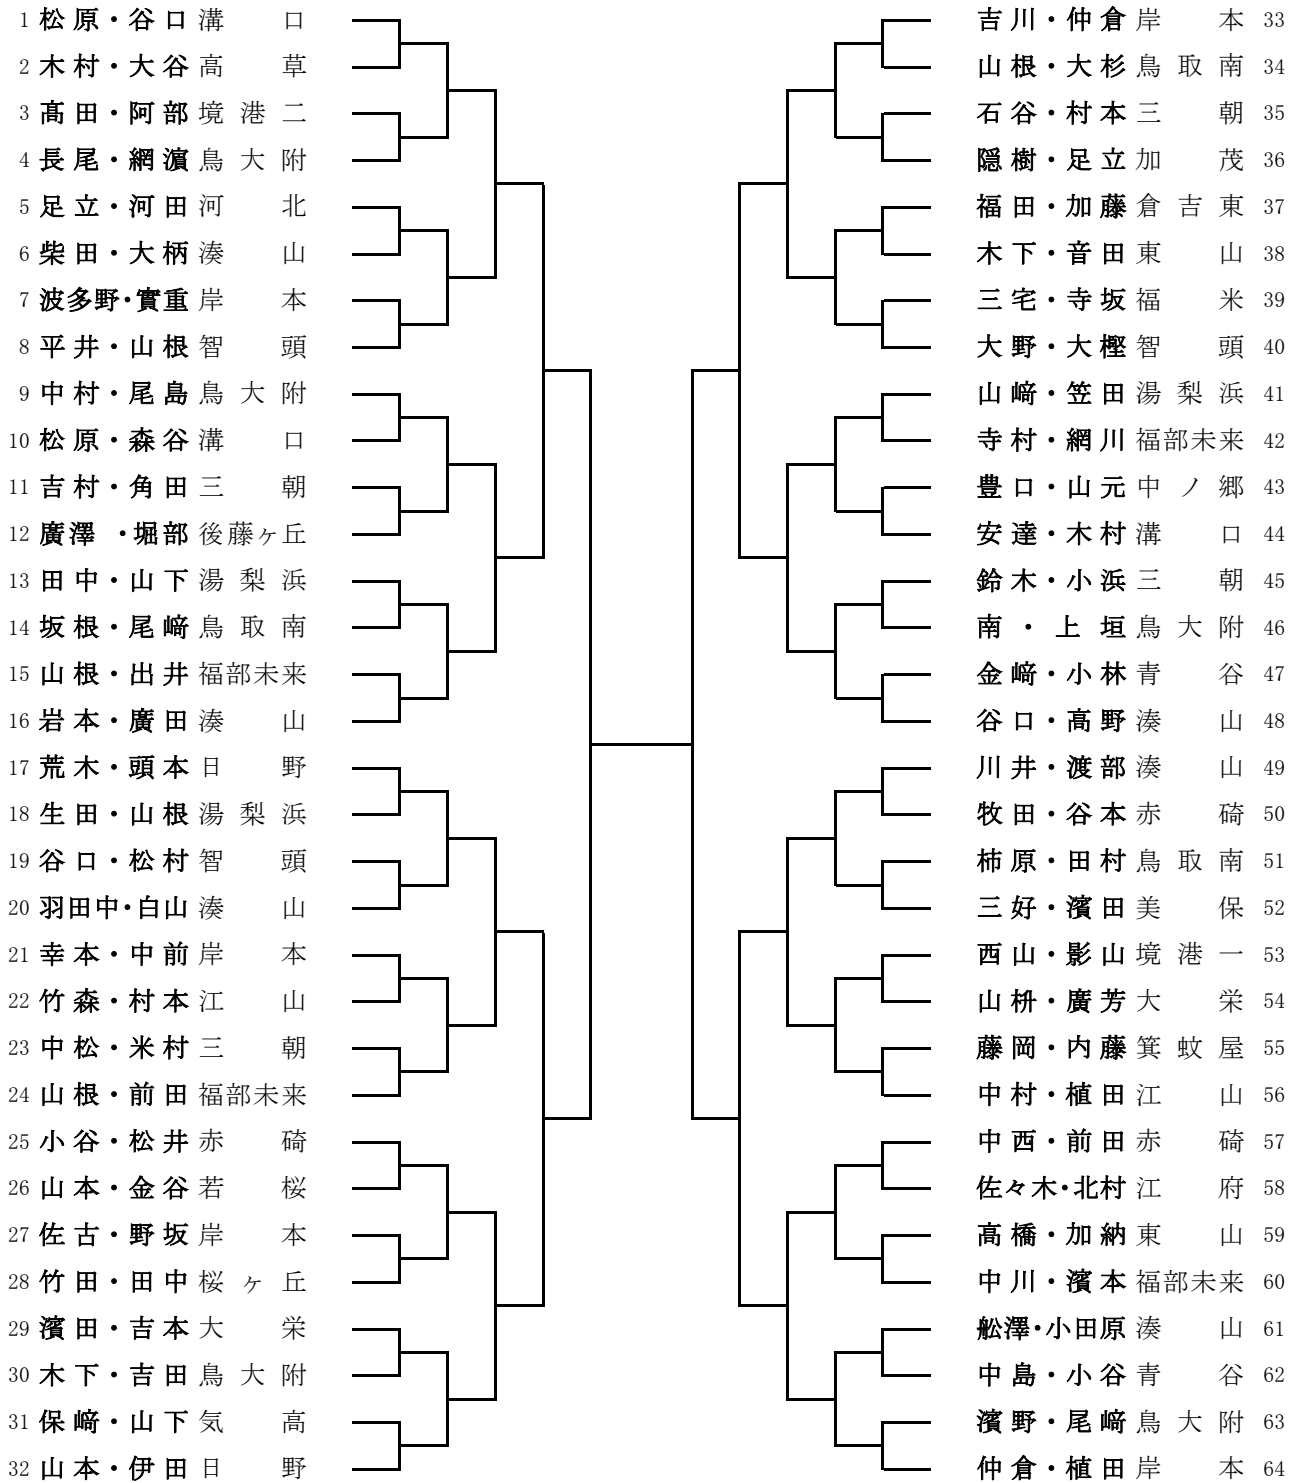 1 松原・谷口 溝口
2 木村・大谷 高草
3 髙田・阿部 境港二
4 長尾・網濵 鳥大附
5 足立・河田 河北
6 柴田・大柄 湊山
7 波多野・實重 岸本
8 平井・山根 智頭
9 中村・尾島 鳥大附
10 松原・森谷 溝口
11 吉村・角田 三朝
12 廣澤・堀部 後藤ヶ丘
13 田中・山下 湯梨浜
14 坂根・尾﨑 鳥取南
15 山根・出井 福部未来
16 岩本・廣田 湊山
17 荒木・頭本 日野
18 生田・山根 湯梨浜
19 谷口・松村 智頭
20 羽田中・白山 湊山
21 幸本・中前 岸本
22 竹森・村本 江山
23 中松・米村 三朝
24 山根・前田 福部未来
25 小谷・松井 赤碕
26 山本・金谷 若桜
27 佐古・野坂 岸本
28 竹田・田中 桜ヶ丘
29 濱田・吉本 大栄
30 木下・吉田 鳥大附
31 保﨑・山下 気高
32 山本・伊田 日野
吉川・仲倉 岸本 33
山根・大杉 鳥取南 34
石谷・村本 三朝 35
隠樹・足立 加茂 36
福田・加藤 倉吉東 37
木下・音田 東山 38
三宅・寺坂 福米 39
大野・大樫 智頭 40
山﨑・笠田 湯梨浜 41
寺村・網川 福部未来 42
豊口・山元 中ノ郷 43
安達・木村 溝口 44
鈴木・小浜 三朝 45
南・上垣 鳥大附 46
金﨑・小林 青谷 47
谷口・高野 湊山 48
川井・渡部 湊山 49
牧田・谷本 赤碕 50
柿原・田村 鳥取南 51
三好・濱田 美保 52
西山・影山 境港一 53
山枡・廣芳 大栄 54
藤岡・内藤 箕蚊屋 55
中村・植田 江山 56
中西・前田 赤碕 57
佐々木・北村 江府 58
高橋・加納 東山 59
中川・濱本 福部未来 60
舩澤・小田原 湊山 61
中島・小谷 青谷 62
濱野・尾﨑 鳥大附 63
仲倉・植田 岸本 64